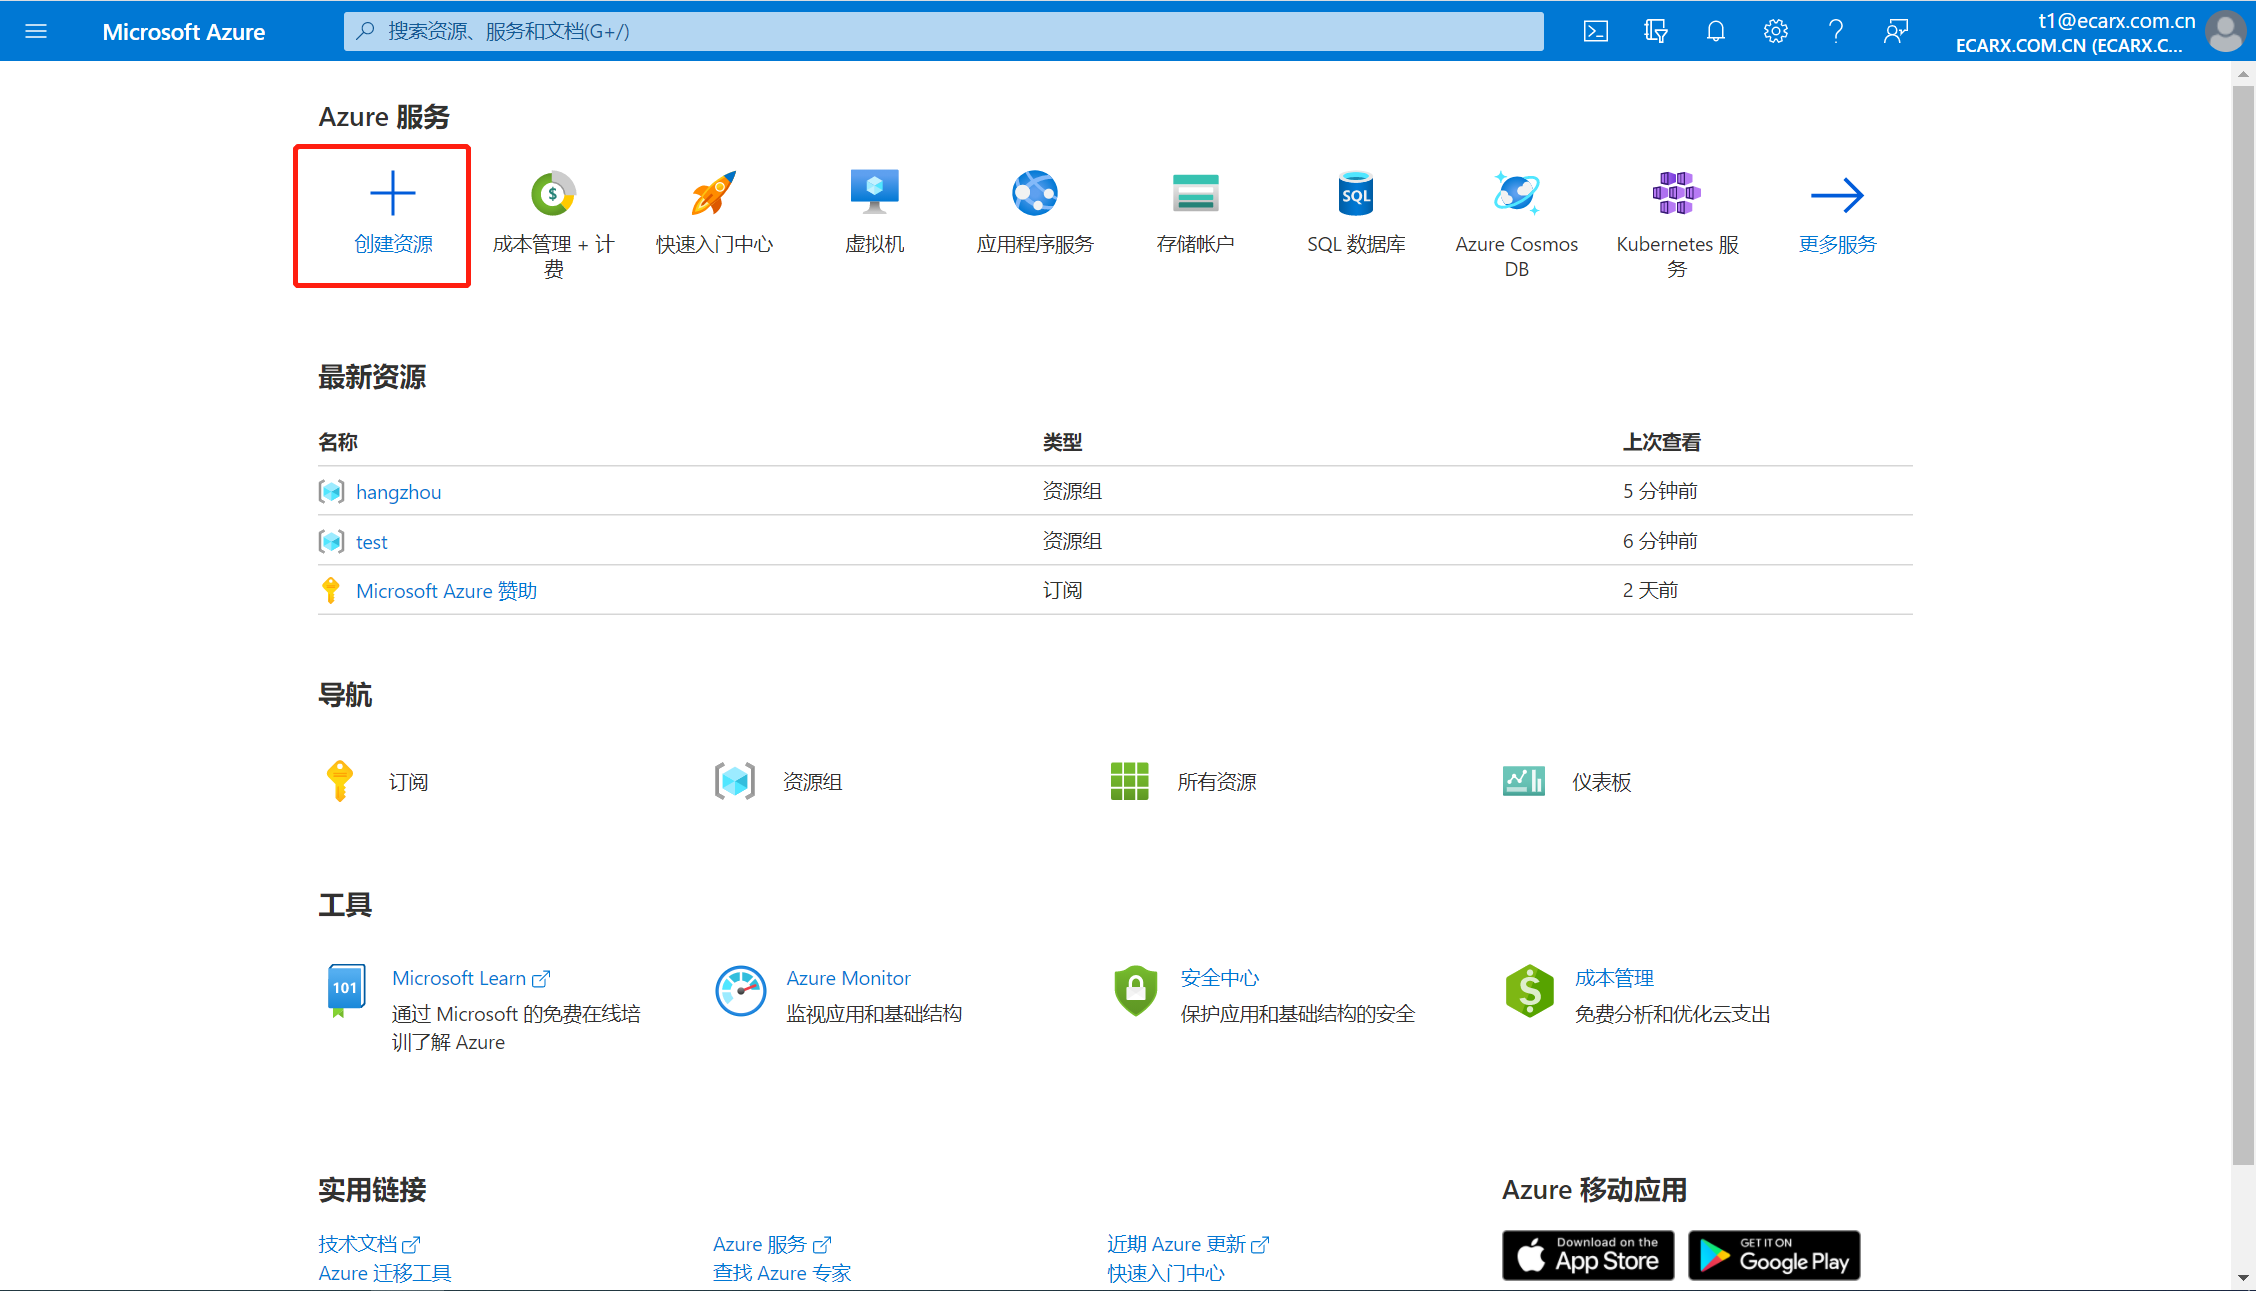 Microsoft Azure
搜索资源、服务和文档(G+/)
t1@ecarx.com.cn
ECARX.COM.CN (ECARX.C...
Azure 服务
创建资源
成本管理 + 计
费
快速入门中心
虚拟机
应用程序服务
存储帐户
SQL
SQL 数据库
Azure Cosmos
DB
Kubernetes 服
务
更多服务
最新资源
名称 类型 上次查看
hangzhou 资源组 5 分钟前
test 资源组 6 分钟前
Microsoft Azure 赞助 订阅 2 天前
导航
订阅 资源组 所有资源 仪表板
工具
101
Microsoft Learn
通过 Microsoft 的免费在线培
训了解 Azure
Azure Monitor
监视应用和基础结构
安全中心
保护应用和基础结构的安全
成本管理
免费分析和优化云支出
实用链接
技术文档
Azure 迁移工具
Azure 服务
查找 Azure 专家
近期 Azure 更新
快速入门中心
Azure 移动应用
Download on the
App Store
GET IT ON
Google Play